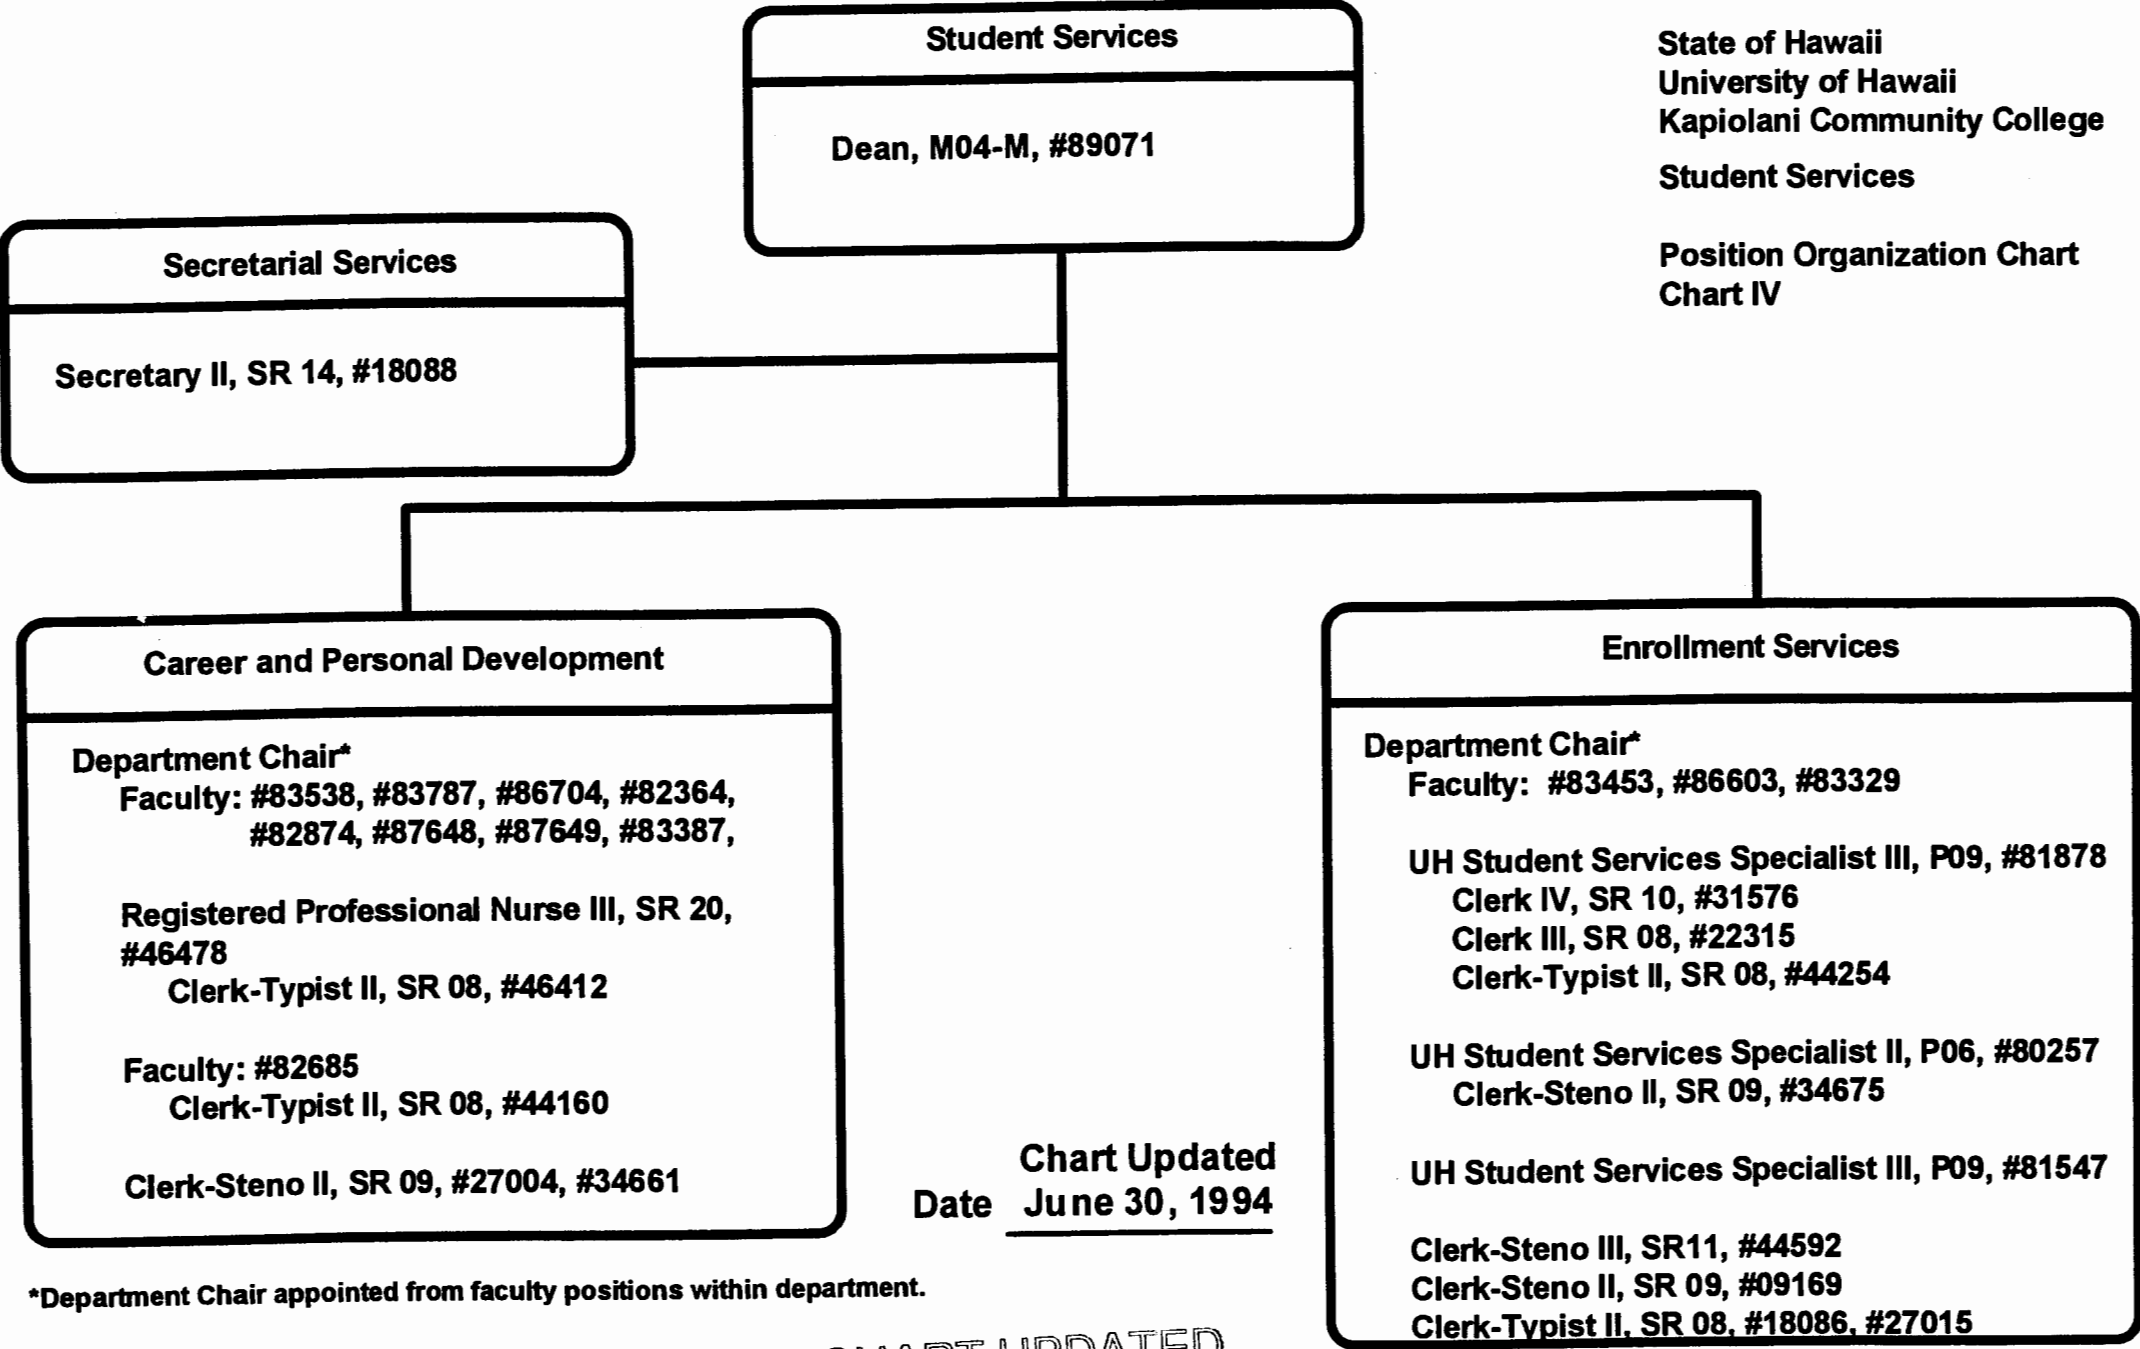 Student Services
Dean, M04-M, #89071
State of Hawaii
University of Hawaii
Kapiolani Community College
Student Services
Position Organization Chart
Chart IV
Secretarial Services
Secretary II, SR 14, #18088
Career and Personal Development
Department Chair*
Faculty: #83538, #83787, #86704, #82364,
#82874, #87648, #87649, #83387,
Registered Professional Nurse III, SR 20,
#46478
Clerk-Typist II, SR 08, #46412
Faculty: #82685
Clerk-Typist II, SR 08, #44160
Clerk-Steno II, SR 09, #27004, #34661
Enrollment Services
Department Chair*
Faculty: #83453, #86603, #83329
UH Student Services Specialist III, P09, #81878
Clerk IV, SR 10, #31576
Clerk III, SR 08, #22315
Clerk-Typist II, SR 08, #44254
UH Student Services Specialist II, P06, #80257
Clerk-Steno II, SR 09, #34675
UH Student Services Specialist III, P09, #81547
Clerk-Steno III, SR11, #44592
Clerk-Steno II, SR 09, #09169
Clerk-Typist II, SR 08, #18086, #27015
Chart Updated
Date June 30, 1994
*Department Chair appointed from faculty positions within department.
CHART UPDATED